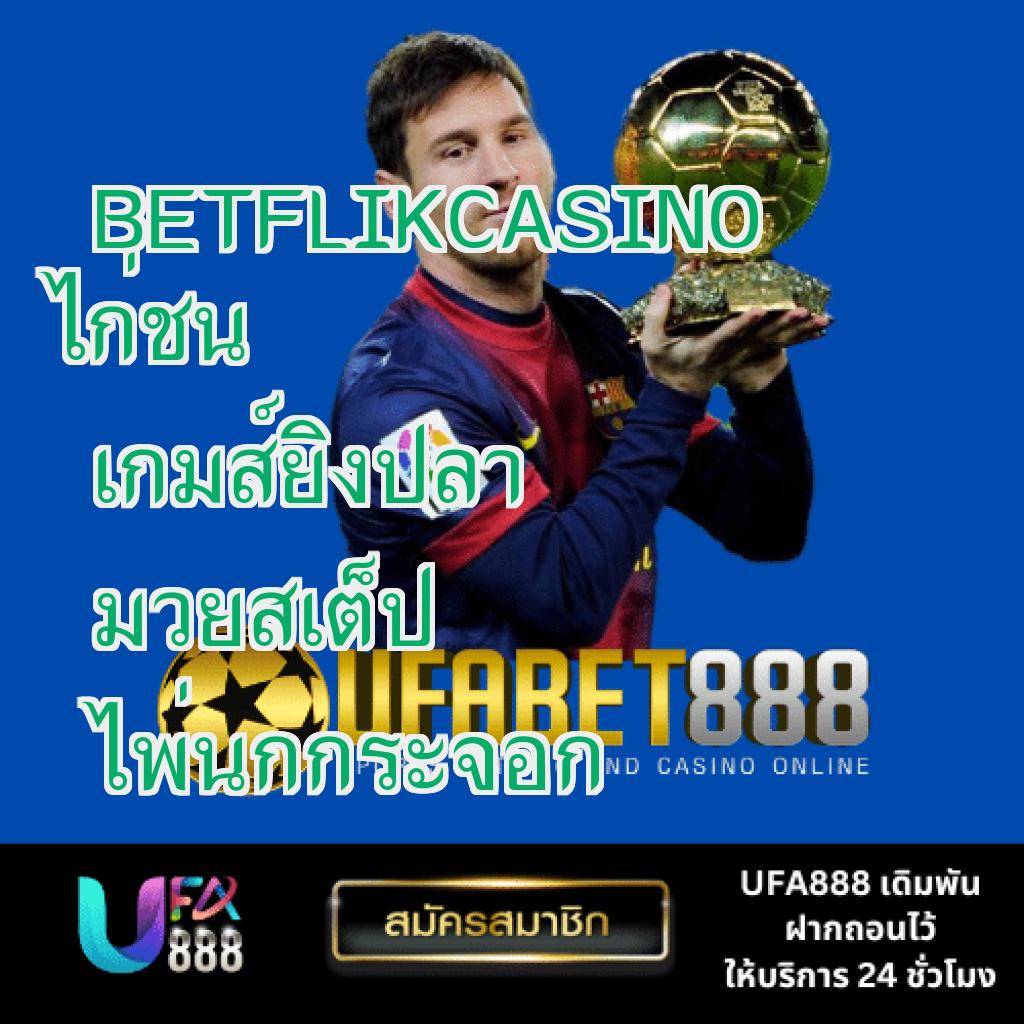 BETFLIKCASINO
ไก่ชน
เกมส์ยิงปลา
มวยสเต็ป
UFABET888
ไพ่นกกระจอก
ND CASINO ONLINE
UFA888
สมัครสมาชิก
UFA888 เดิมพัน
ฝากถอนไว้
ให้บริการ 24 ชั่วโมง